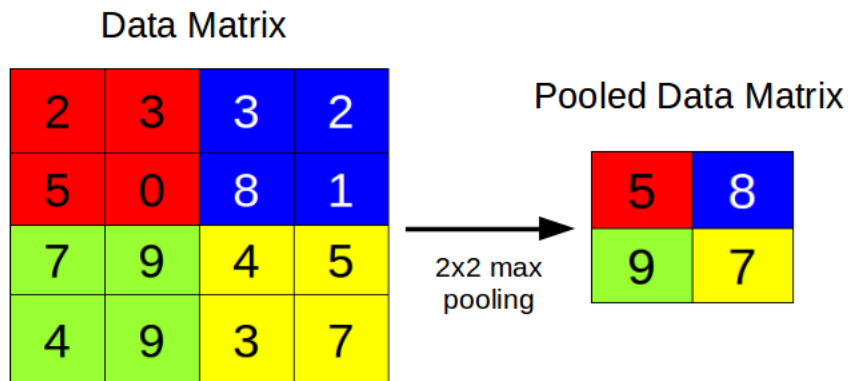 Data Matrix
2 3 3 2
5 0 8 1
7 9 4 5
4 9 3 7
2x2 max
pooling
Pooled Data Matrix
5 8
9 7